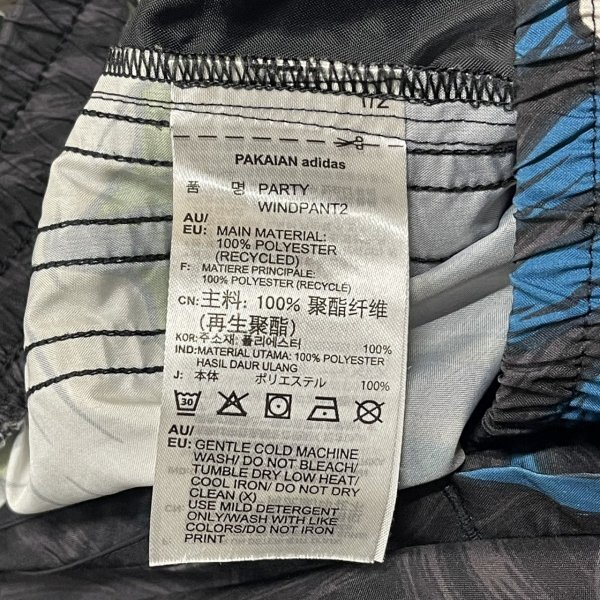 1/2
PAKAIAN adidas
品 名 PARTY
WINDPANT2
AU/
EU: MAIN MATERIAL:
100% POLYESTER
(RECYCLED)
F: MATIERE PRINCIPALE:
100% POLYESTER (RECYCLÉ)
CN: 主料: 100% 聚酯纤维
(再生聚酯)
KOR: 주소재: 폴리에스터 100%
IND: MATERIAL UTAMA: 100% POLYESTER
HASIL DAUR ULANG
J: 本体 ポリエステル 100%
30
AU/
EU: GENTLE COLD MACHINE
WASH/ DO NOT BLEACH/
TUMBLE DRY LOW HEAT/
COOL IRON/ DO NOT DRY
CLEAN (X)
USE MILD DETERGENT
ONLY/WASH WITH LIKE
COLORS/DO NOT IRON
PRINT